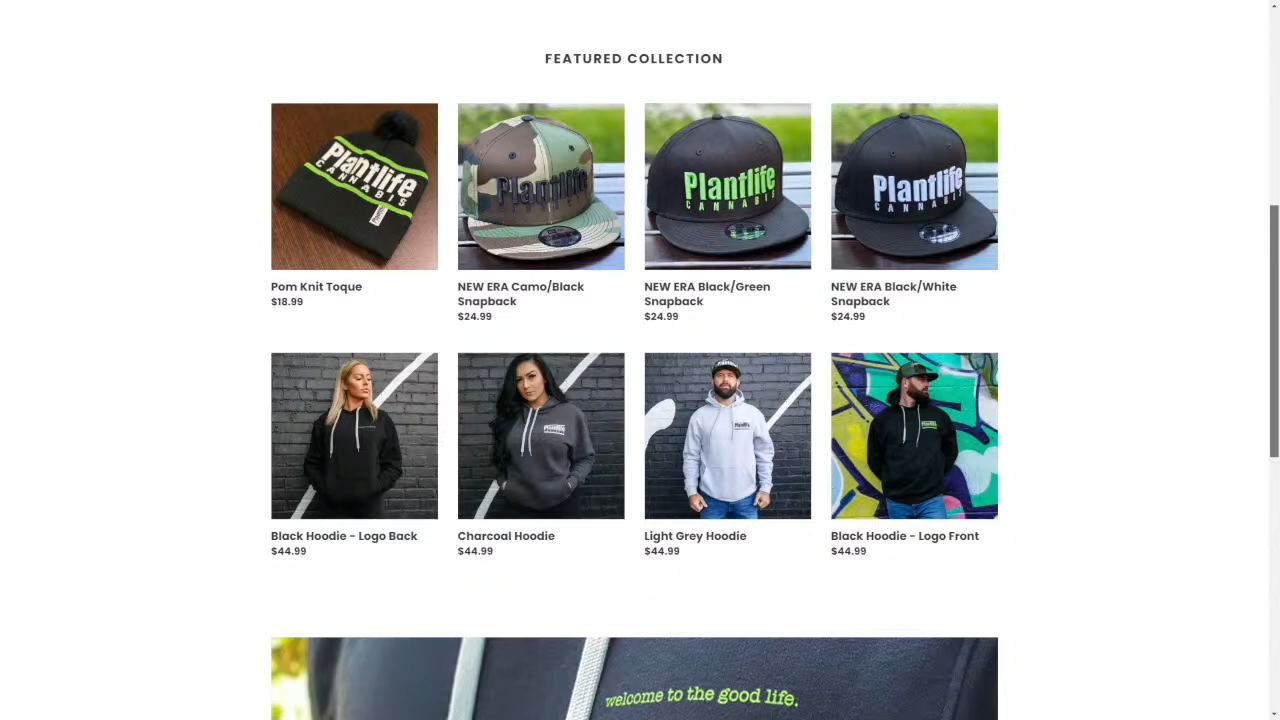 FEATURED COLLECTION
Plantlife
CANNABIS
Plantlife
Plantlife
CANNABIS
Plantlife
CANNABIS
Pom Knit Toque
$18.99
NEW ERA Camo/Black
Snapback
$24.99
NEW ERA Black/Green
Snapback
$24.99
NEW ERA Black/White
Snapback
$24.99
Plantlife
Plantlife
Plantlife
Black Hoodie - Logo Back
$44.99
Charcoal Hoodie
$44.99
Light Grey Hoodie
$44.99
Black Hoodie - Logo Front
$44.99
welcome to the good life.